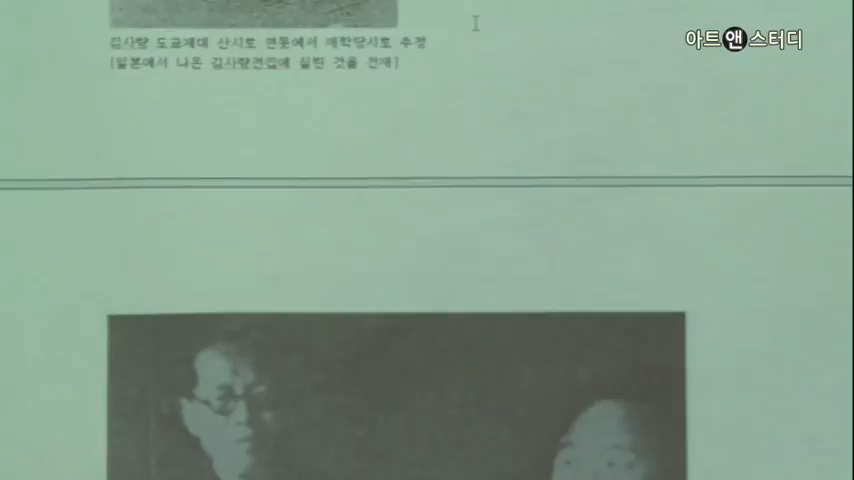 김사량 도쿄제대 산시로 연못에서 재학당시로 추정
[일본에서 나온 김사량전집에 실린 것을 전재]
아트앤스터디